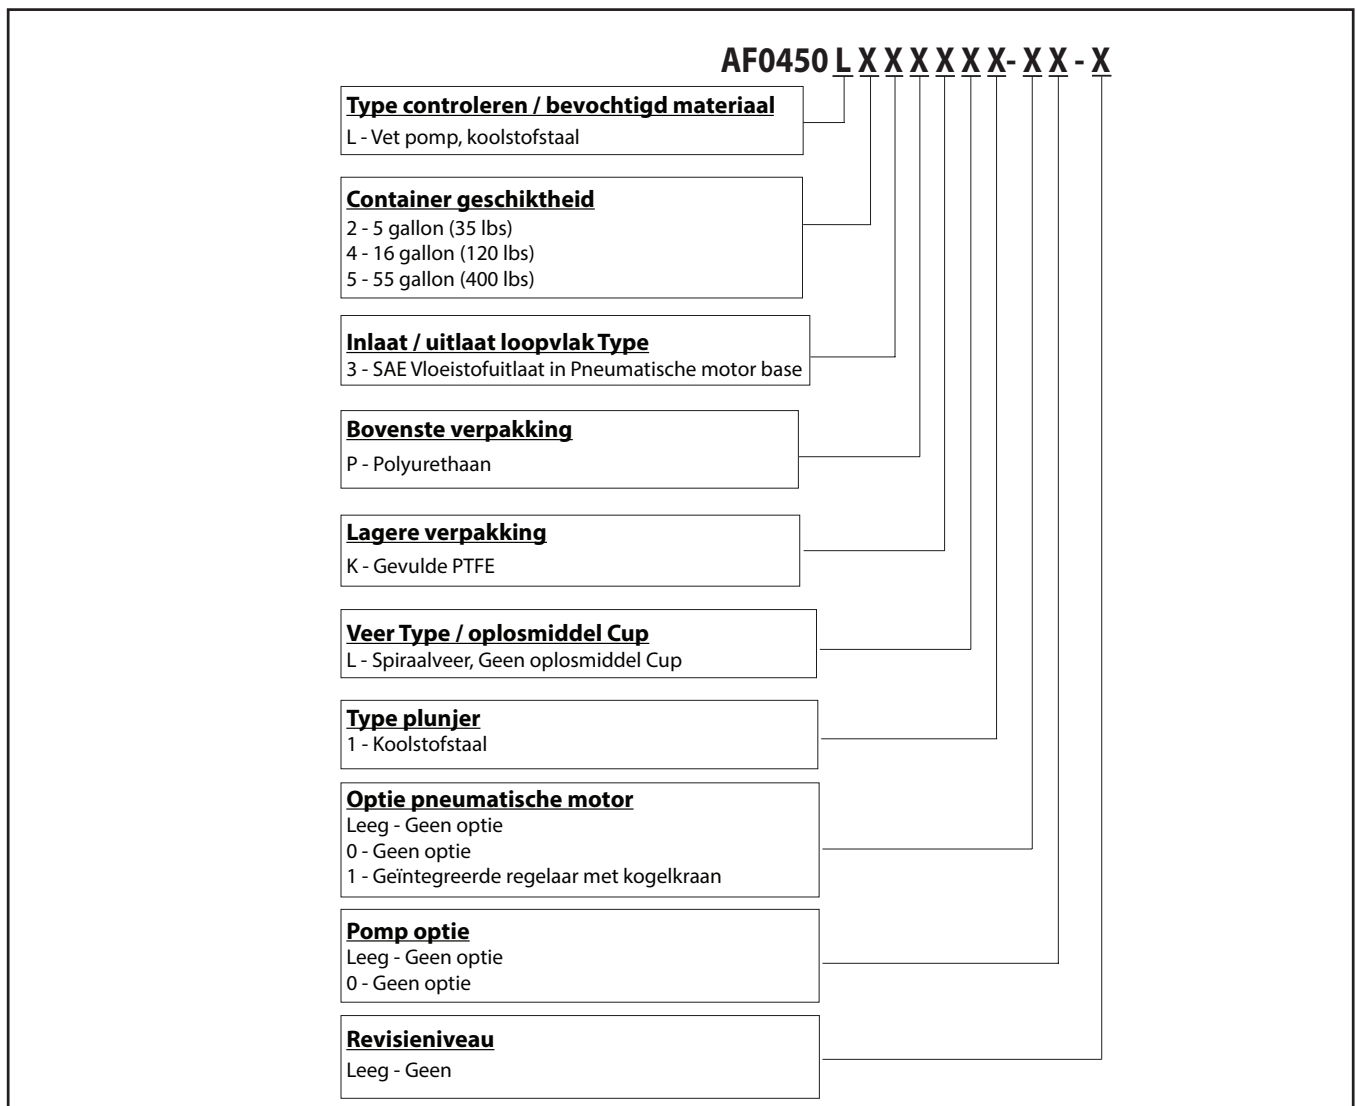 AF0450 L X X X X X X- X X - X
Type controleren / bevochtigd materiaal
L - Vet pomp, koolstofstaal
Container geschiktheid
2 - 5 gallon (35 lbs)
4 - 16 gallon (120 lbs)
5 - 55 gallon (400 lbs)
Inlaat / uitlaat loopvlak Type
3 - SAE Vloeistofuitlaat in Pneumatische motor base
Bovenste verpakking
P - Polyurethaan
Lagere verpakking
K - Gevulde PTFE
Veer Type / oplosmiddel Cup
L - Spiraalveer, Geen oplosmiddel Cup
Type plunjer
1 - Koolstofstaal
Optie pneumatische motor
Leeg - Geen optie
0 - Geen optie
1 - Geïntegreerde regelaar met kogelkraan
Pomp optie
Leeg - Geen optie
0 - Geen optie
Revisieniveau
Leeg - Geen